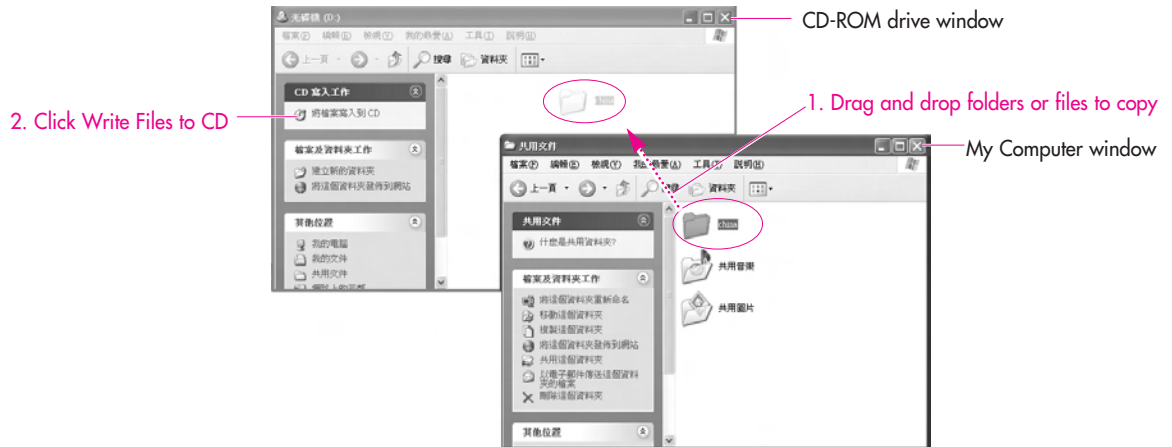 光碟機 (D:)
CD-ROM drive window
檔案(F) 編輯(E) 檢視(V) 我的最愛(A) 工具(T) 說明(H)
上一頁 搜尋 資料夾
CD 寫入工作
將檔案寫入到 CD
2. Click Write Files to CD
1. Drag and drop folders or files to copy
檔案及資料夾工作
建立新的資料夾
將這個資料夾發佈到網站
其他位置
我的電腦
我的文件
共用文件
共用文件
My Computer window
檔案(F) 編輯(E) 檢視(V) 我的最愛(A) 工具(T) 說明(H)
上一頁 搜尋 資料夾
共用文件
什麼是共用資料夾?
china
共用音樂
共用圖片
檔案及資料夾工作
將這個資料夾重新命名
移動這個資料夾
複製這個資料夾
將這個資料夾發佈到網站
共用這個資料夾
以電子郵件傳送這個資料
夾的檔案
刪除這個資料夾
其他位置